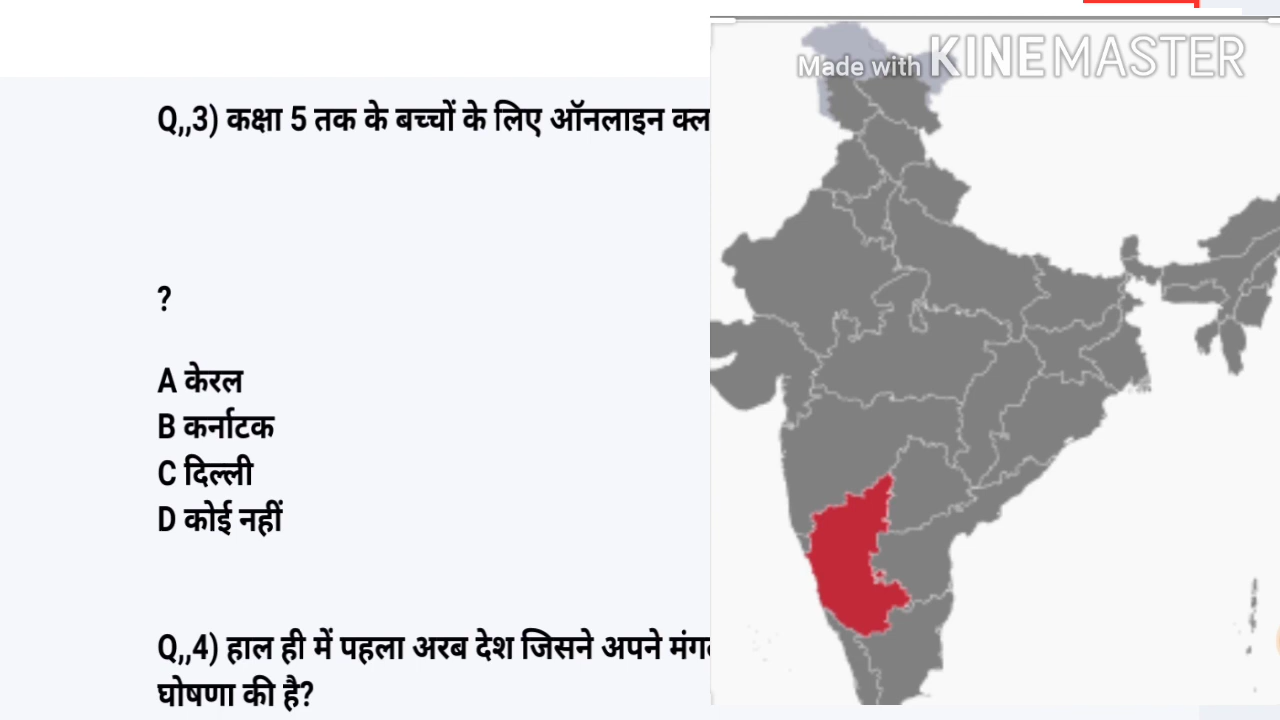 Q,,3) कक्षा 5 तक के बच्चों के लिए ऑनलाइन
?
A केरल
B कर्नाटक
C दिल्ली
D कोई नहीं
Q,,4) हाल ही में पहला अरब देश जिसने अपने
घोषणा की है?
Made with KINEMASTER